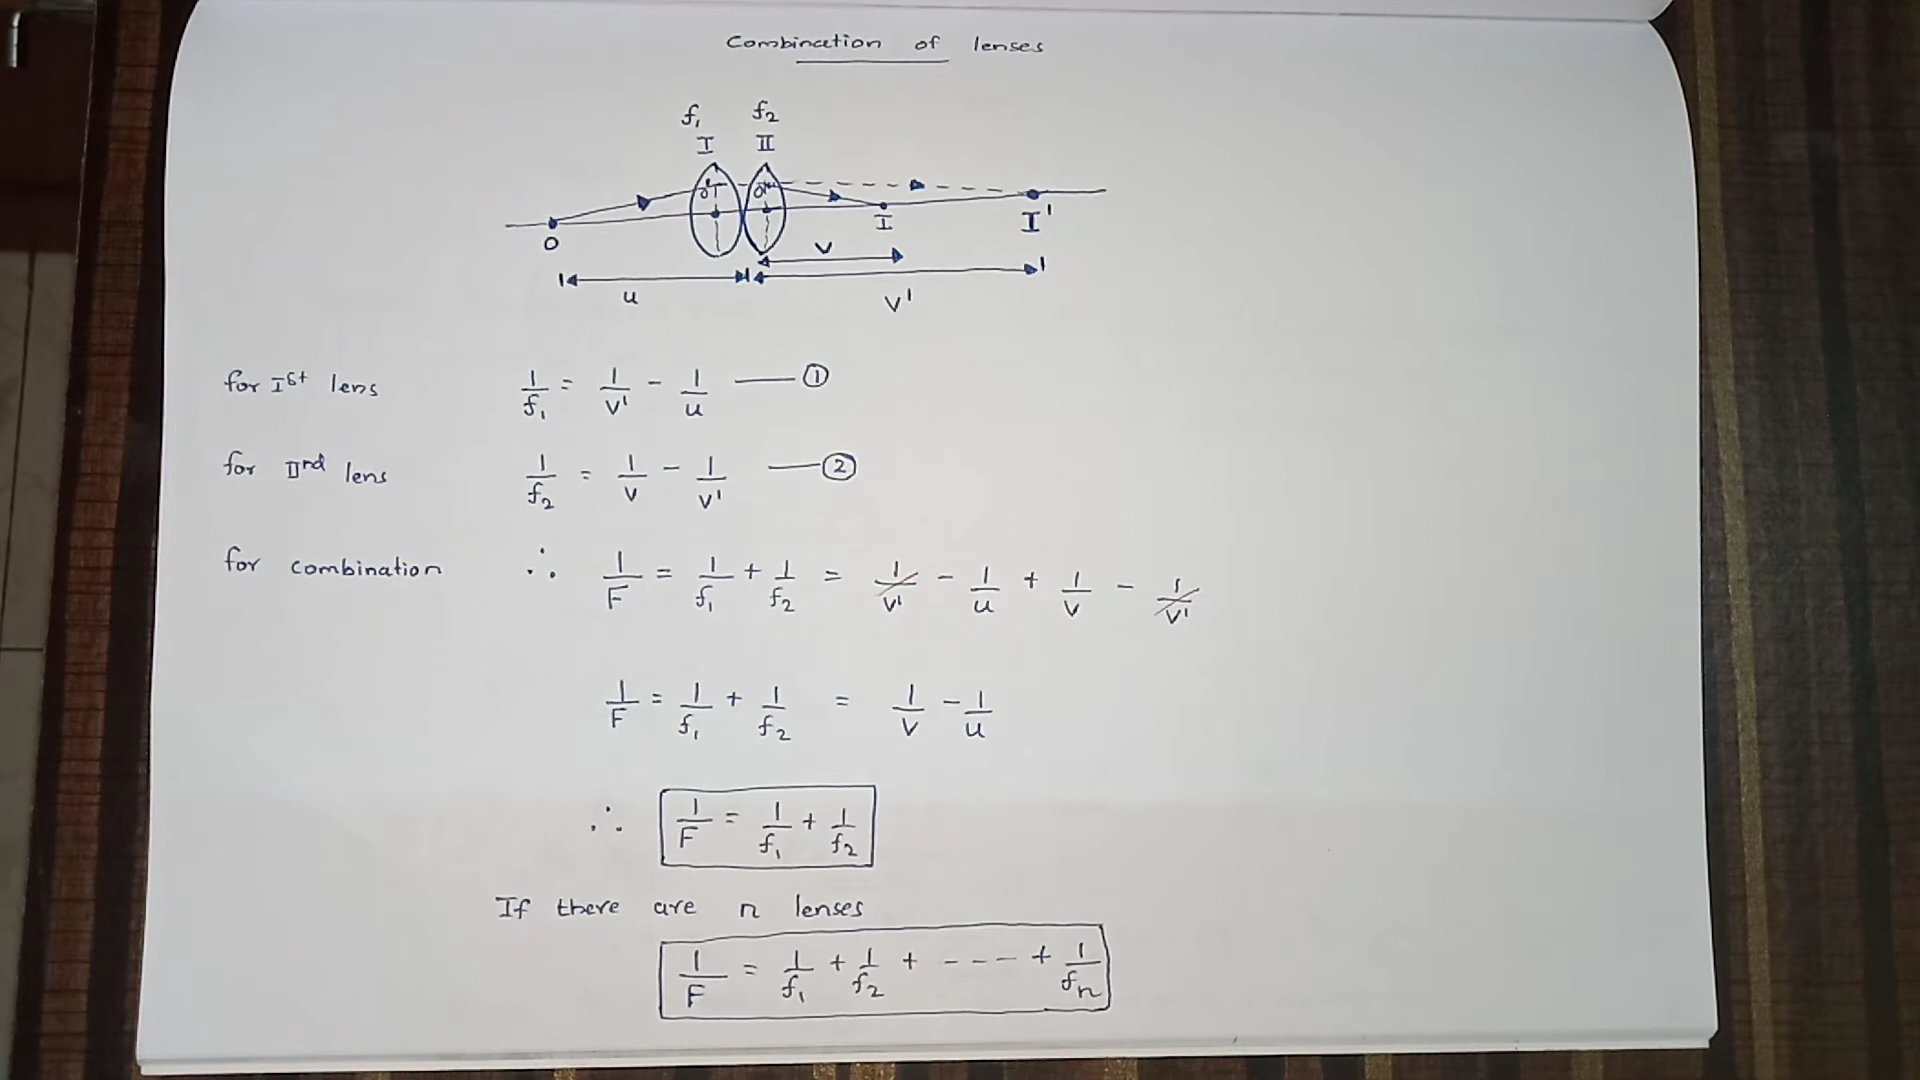 Combination of lenses
f₁ f₂
I II
O I I'
v
u v'
for Iˢᵗ lens 1/f₁ = 1/v' - 1/u —— ①
for IIⁿᵈ lens 1/f₂ = 1/v - 1/v' —— ②
for combination ∴ 1/F = 1/f₁ + 1/f₂ = 1/v' - 1/u + 1/v - 1/v'
1/F = 1/f₁ + 1/f₂ = 1/v - 1/u
∴ 1/F = 1/f₁ + 1/f₂
If there are n lenses
1/F = 1/f₁ + 1/f₂ + ---- + 1/fₙ